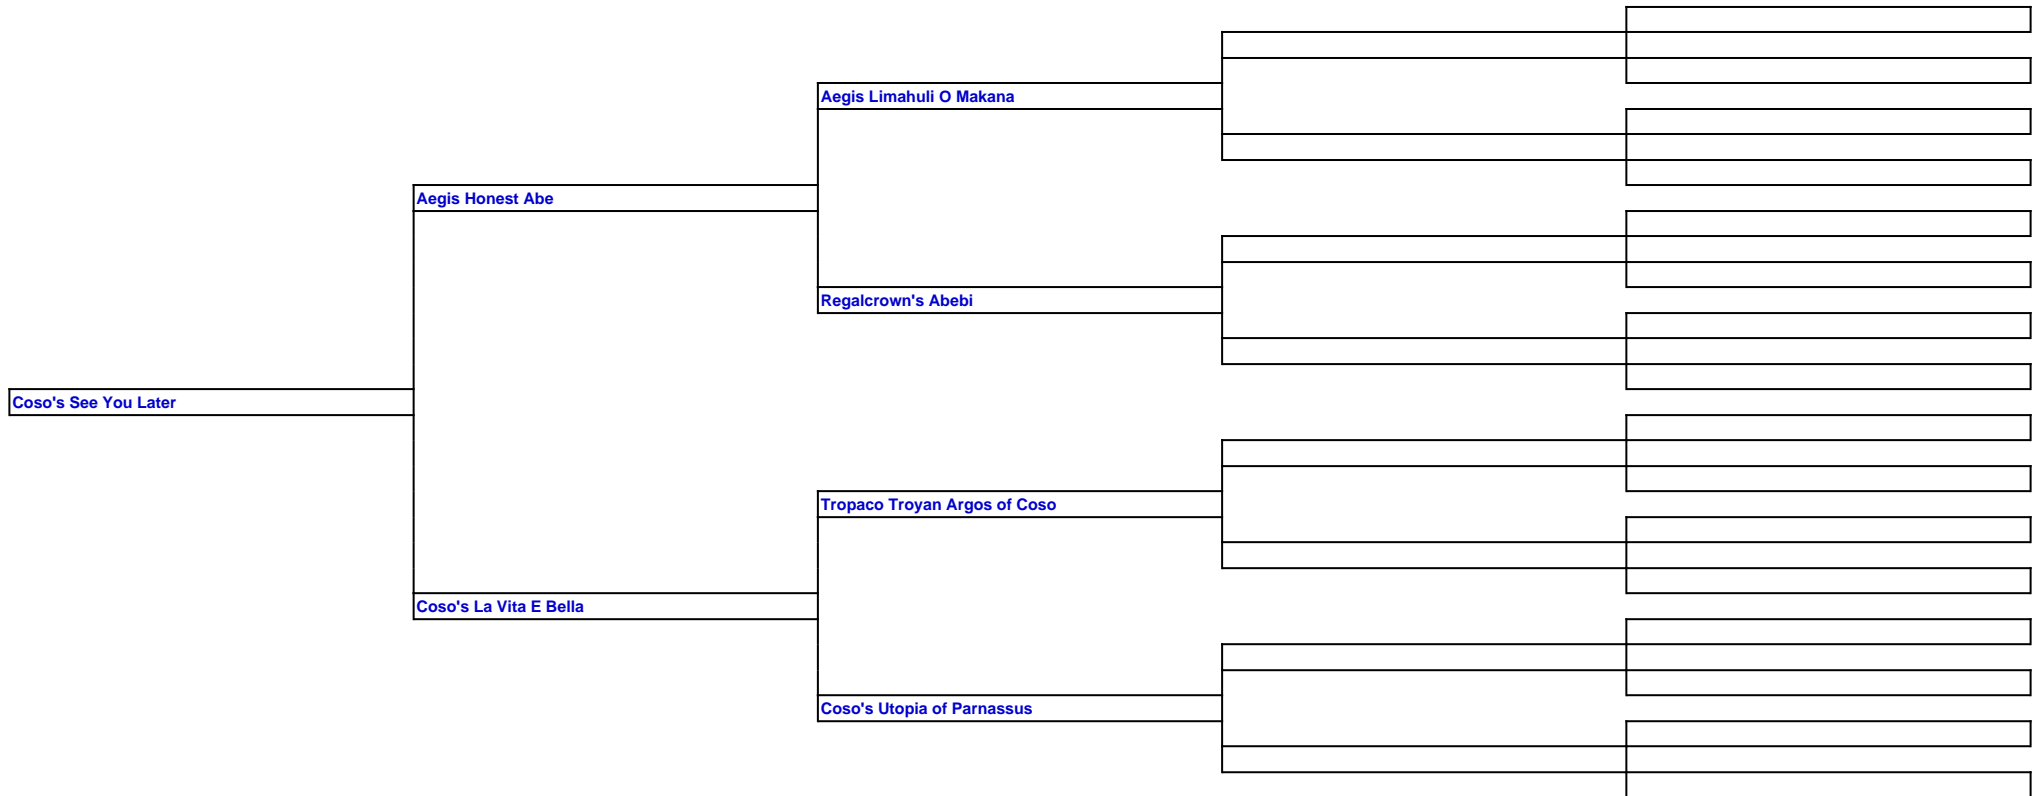 Aegis Limahuli O Makana
Aegis Honest Abe
Regalcrown's Abebi
Coso's See You Later
Tropaco Troyan Argos of Coso
Coso's La Vita E Bella
Coso's Utopia of Parnassus